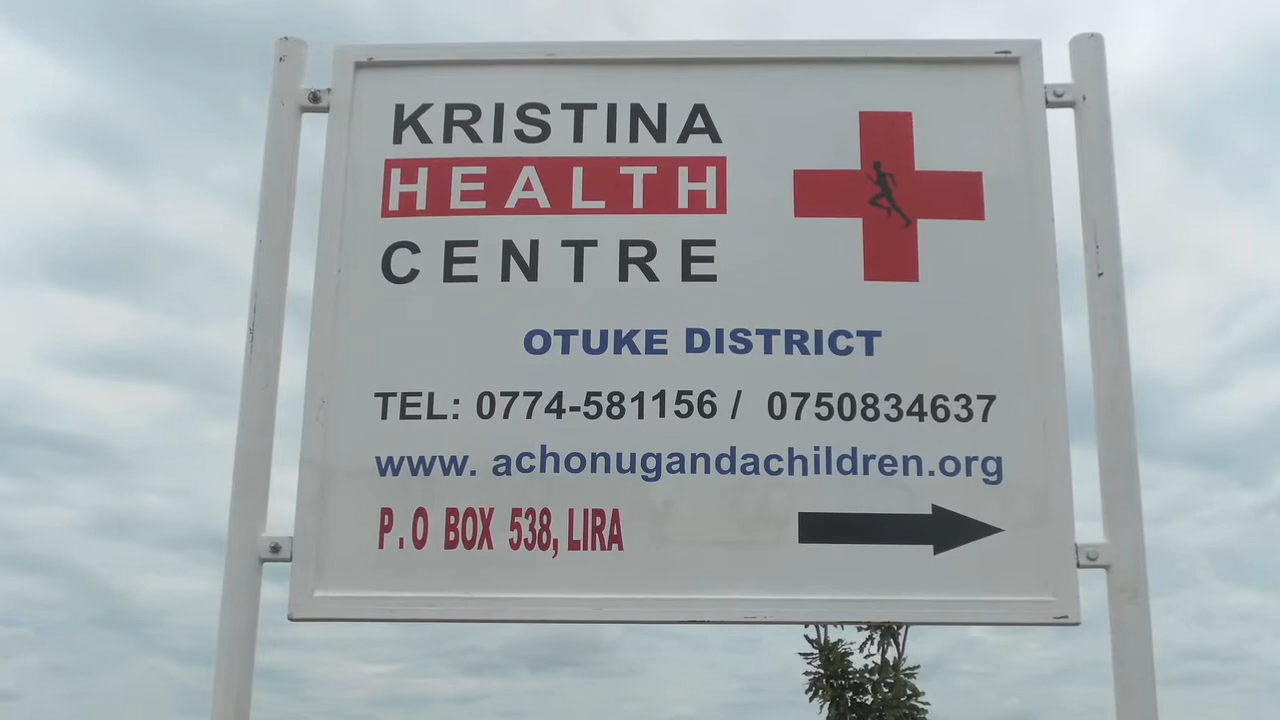 KRISTINA
HEALTH
CENTRE
OTUKE DISTRICT
TEL: 0774-581156 / 0750834637
www. achonugandachildren.org
P.O BOX 538, LIRA